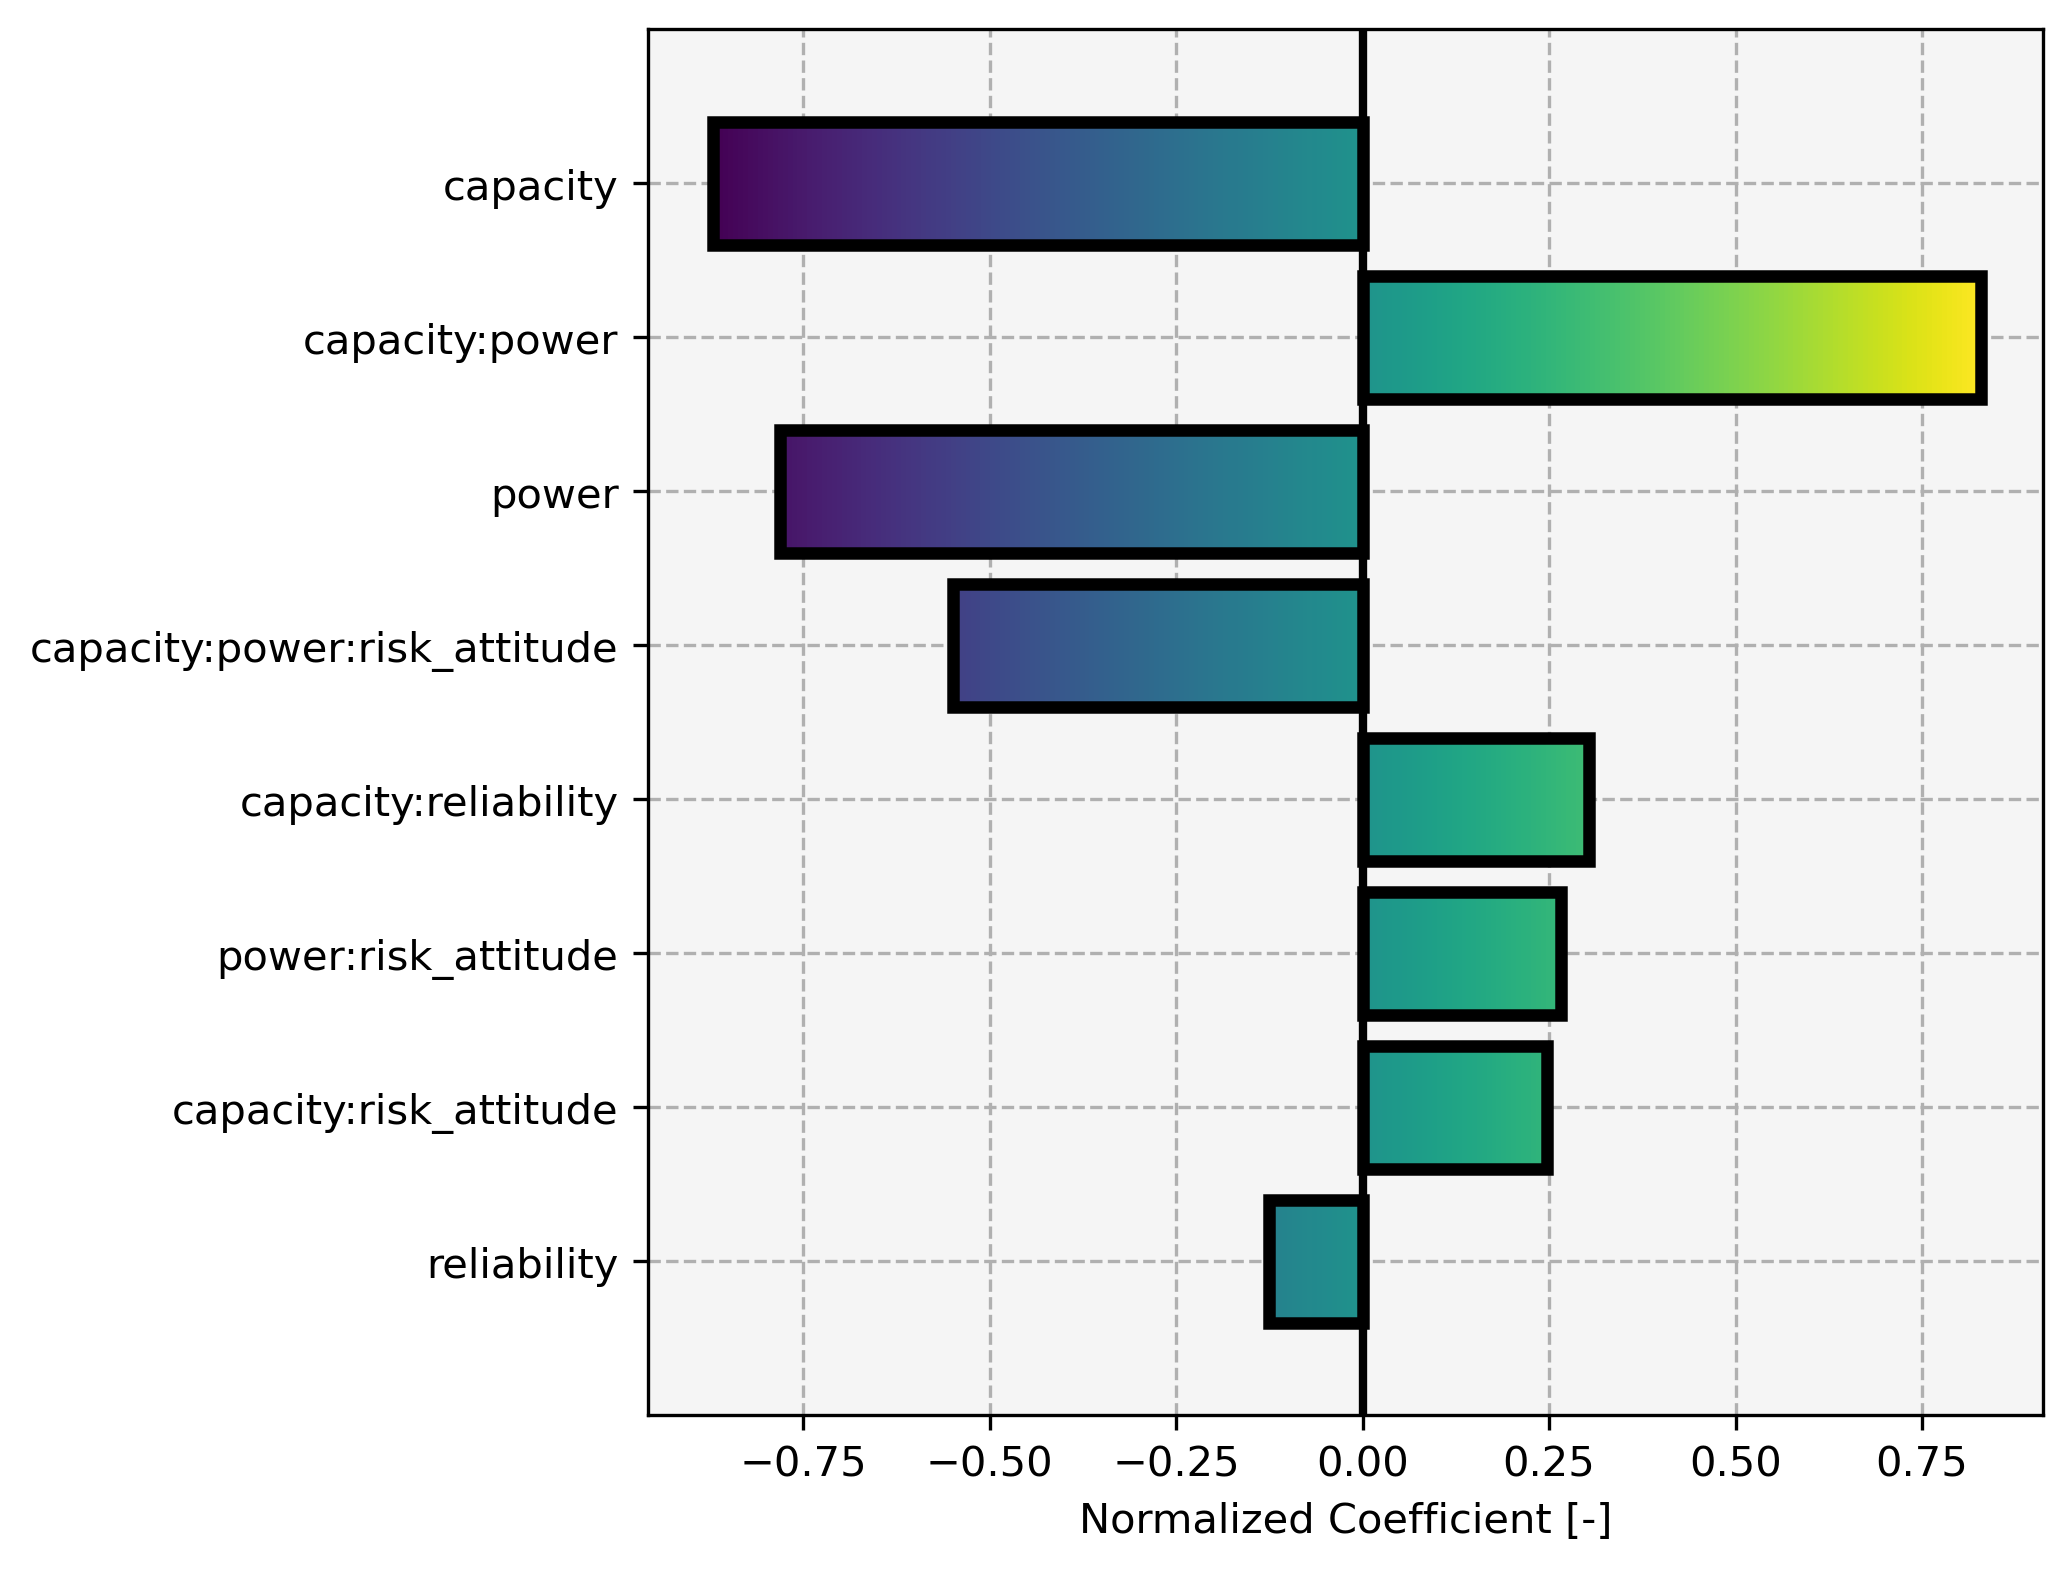 capacity
capacity:power
power
capacity:power:risk_attitude
capacity:reliability
power:risk_attitude
capacity:risk_attitude
reliability
−0.75 −0.50 −0.25 0.00 0.25 0.50 0.75
Normalized Coefficient [-]